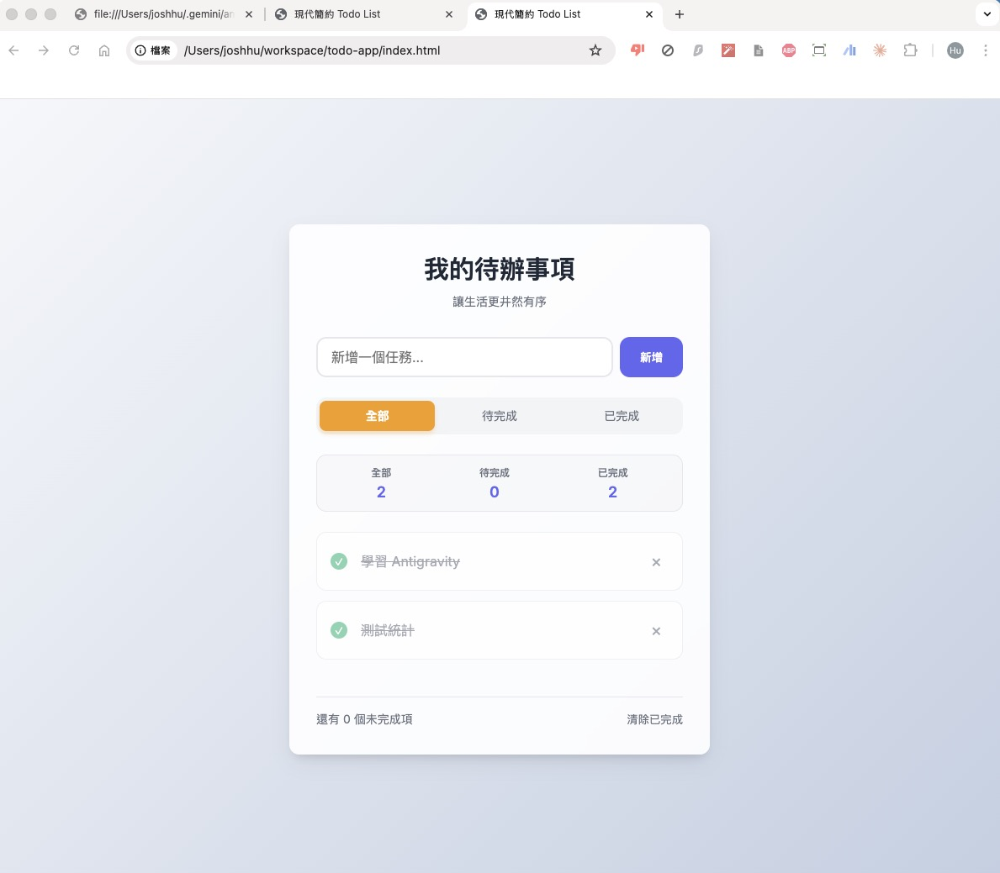 file:///Users/joshhu/.gemini/an
現代簡約 Todo List
現代簡約 Todo List
檔案
/Users/joshhu/workspace/todo-app/index.html
ABP
Hu
我的待辦事項
讓生活更井然有序
新增一個任務...
新增
全部 待完成 已完成
全部 待完成 已完成
2 0 2
學習 Antigravity
測試統計
還有 0 個未完成項 清除已完成